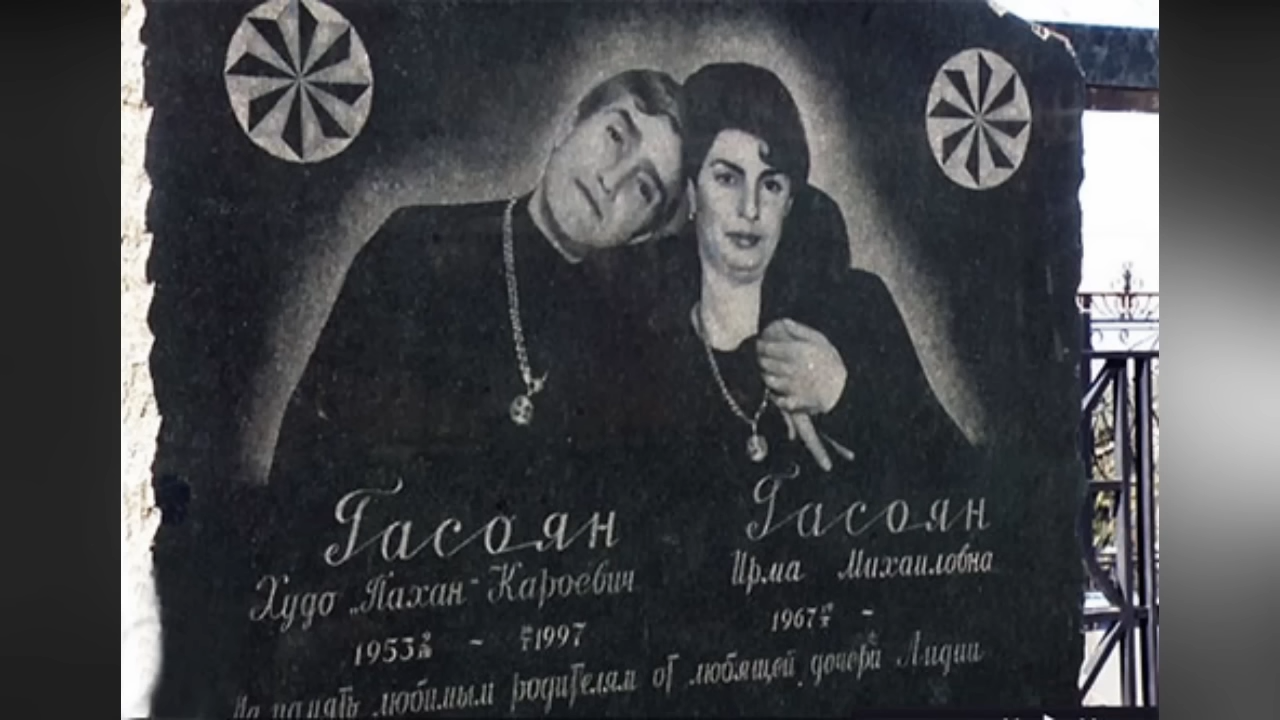 Гасоян
Худо „Пахан" Кароевич
1953 ~ 1997
Гасоян
Ирма Михаиловна
1967 ~
На память любимым родителям от любящей дочери Лидии